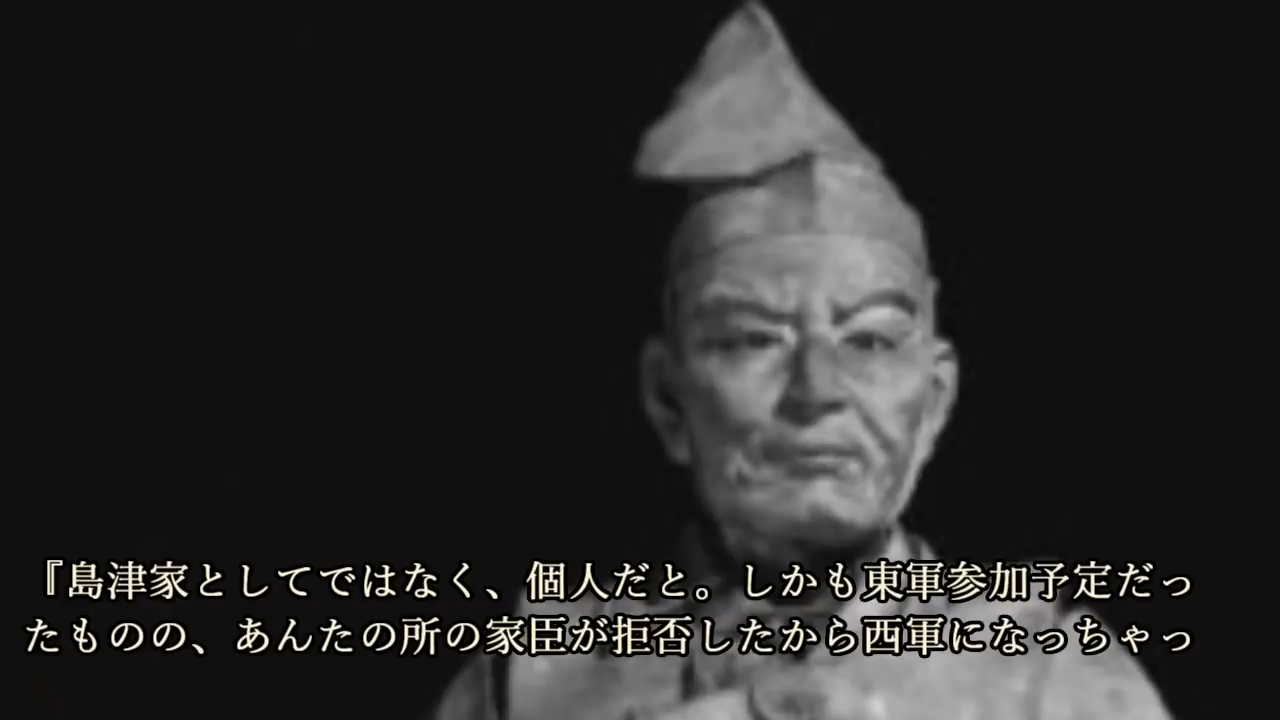 『島津家としてではなく、個人だと。しかも東軍参加予定だっ
たものの、あんたの所の家臣が拒否したから西軍になっちゃっ